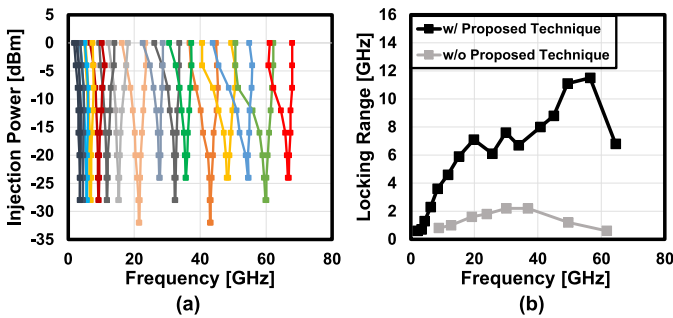 Injection Power [dBm]
5
0
-5
-10
-15
-20
-25
-30
-35
0 20 40 60 80
Frequency [GHz]
(a)
Locking Range [GHz]
16
14
12
10
8
6
4
2
0
w/ Proposed Technique
w/o Proposed Technique
0 20 40 60 80
Frequency [GHz]
(b)